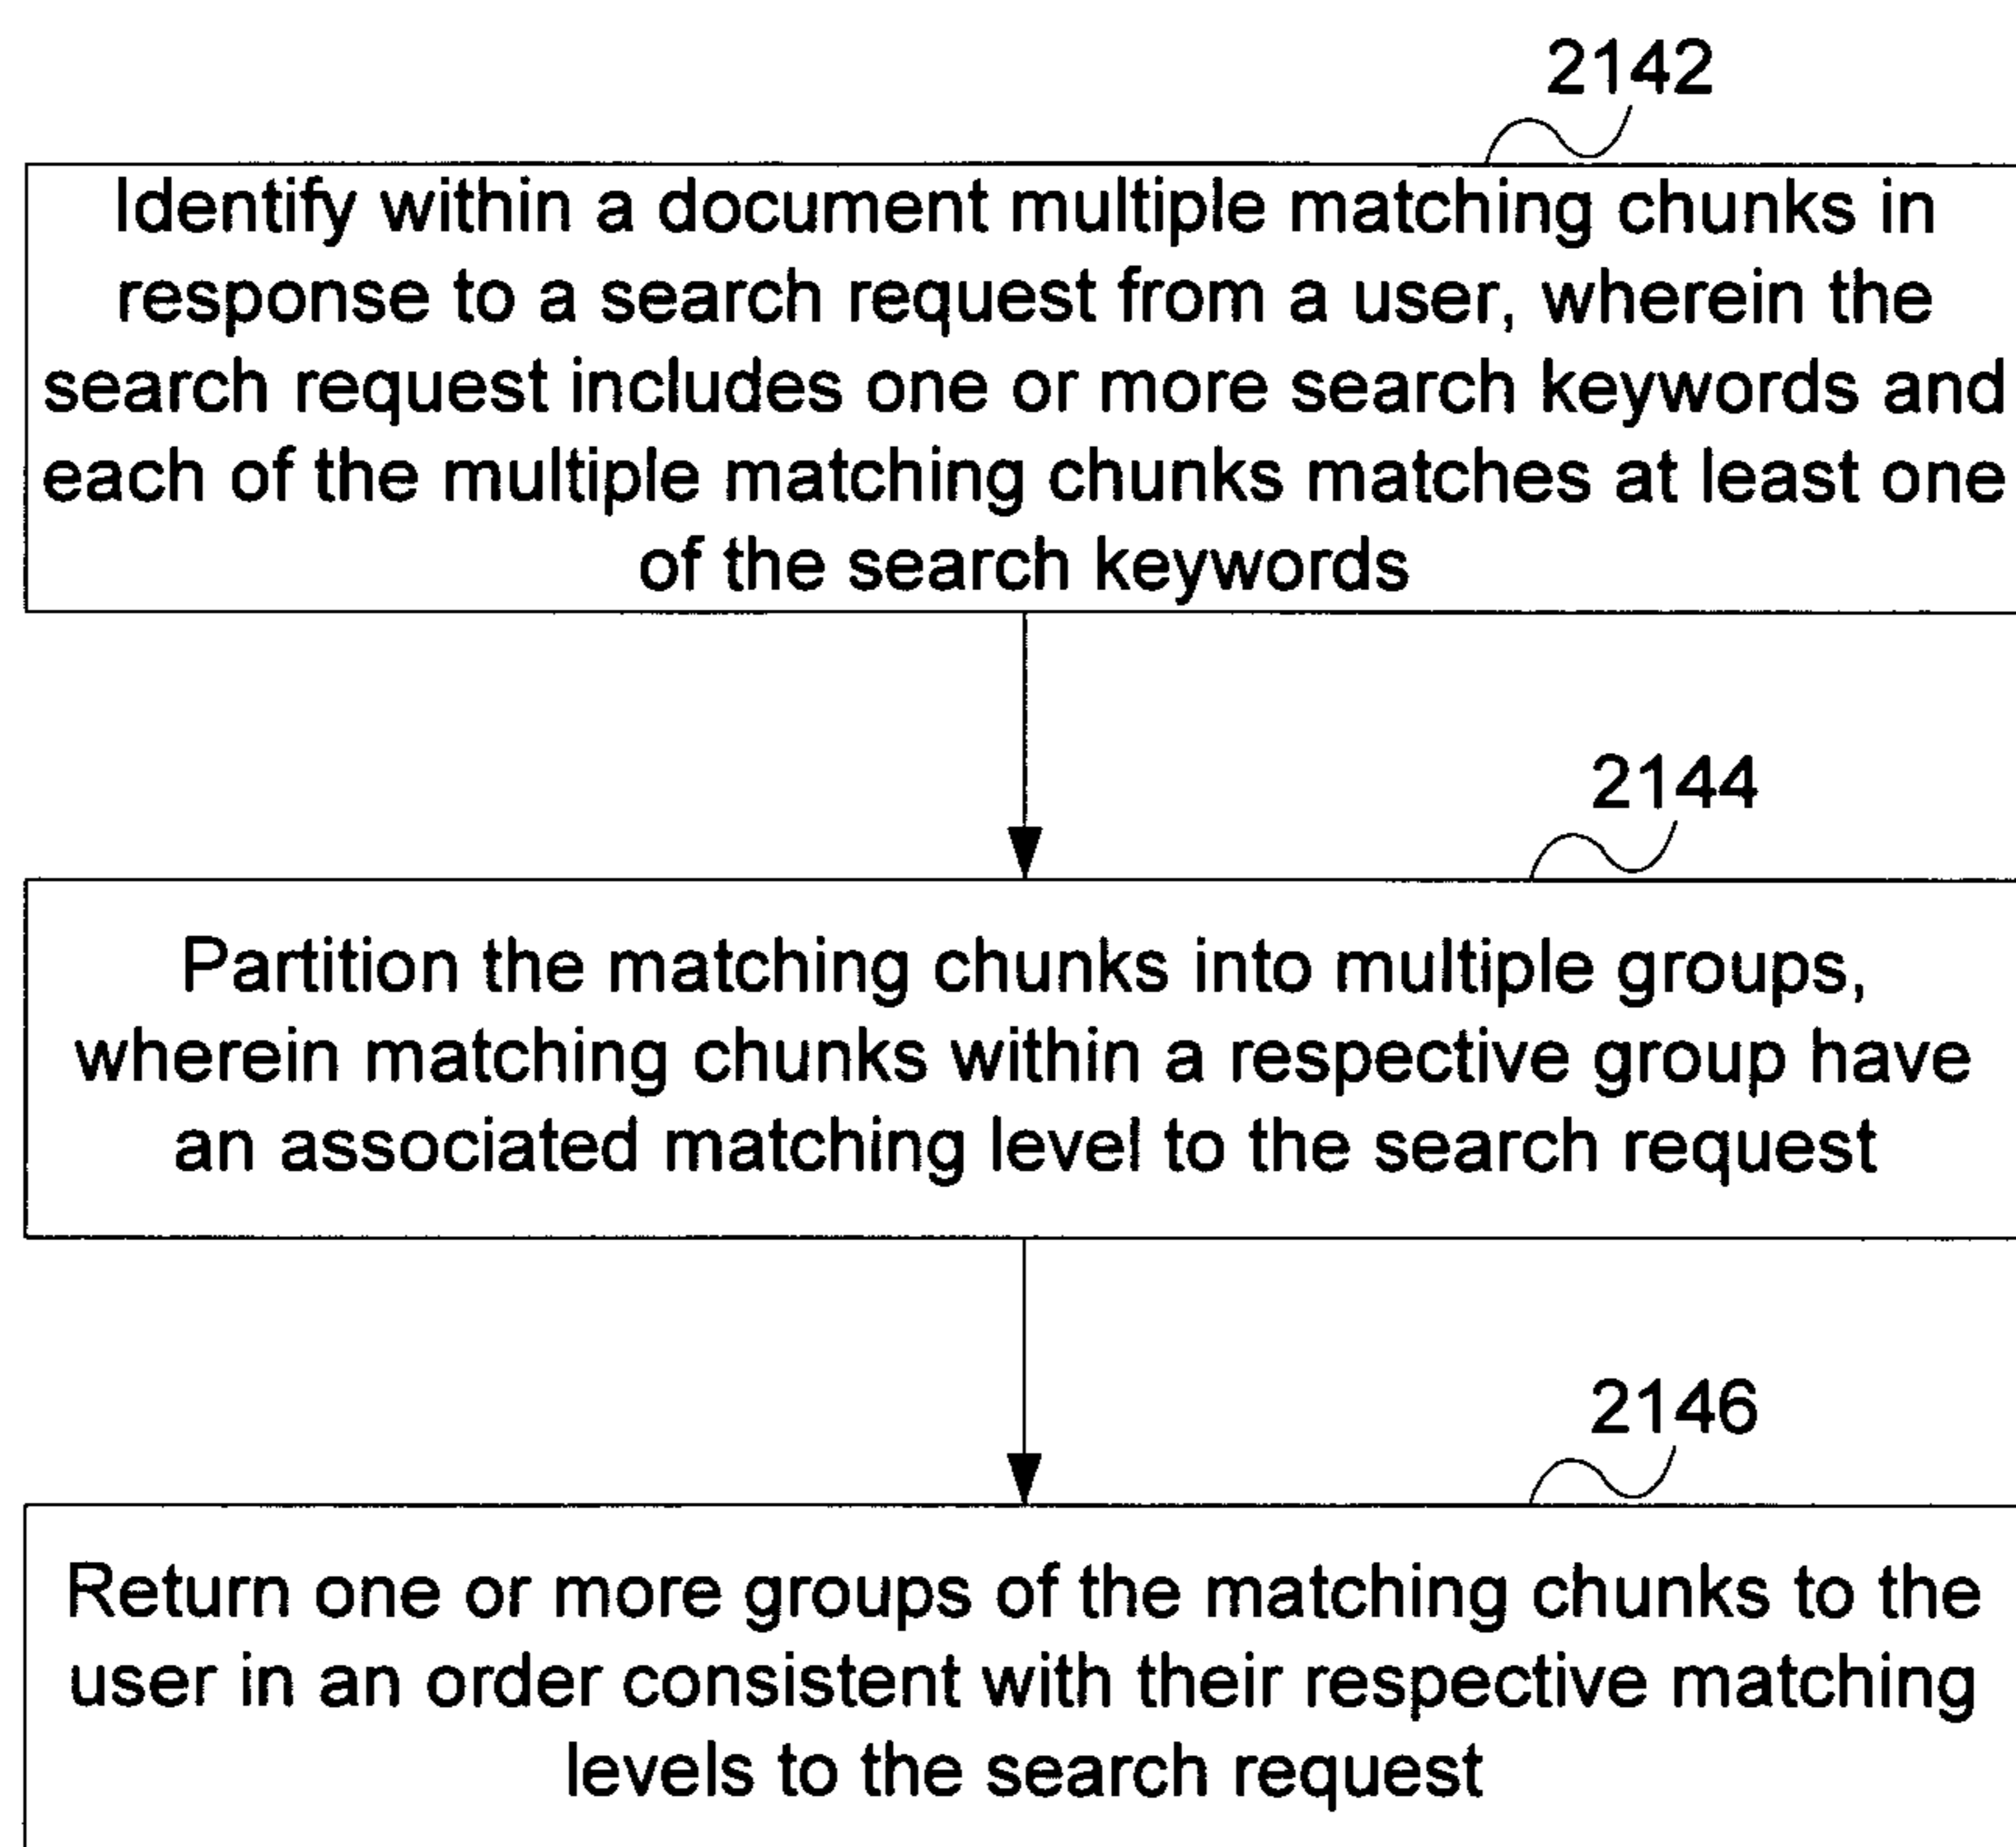 2142
Identify within a document multiple matching chunks in
response to a search request from a user, wherein the
search request includes one or more search keywords and
each of the multiple matching chunks matches at least one
of the search keywords
2144
Partition the matching chunks into multiple groups,
wherein matching chunks within a respective group have
an associated matching level to the search request
2146
Return one or more groups of the matching chunks to the
user in an order consistent with their respective matching
levels to the search request